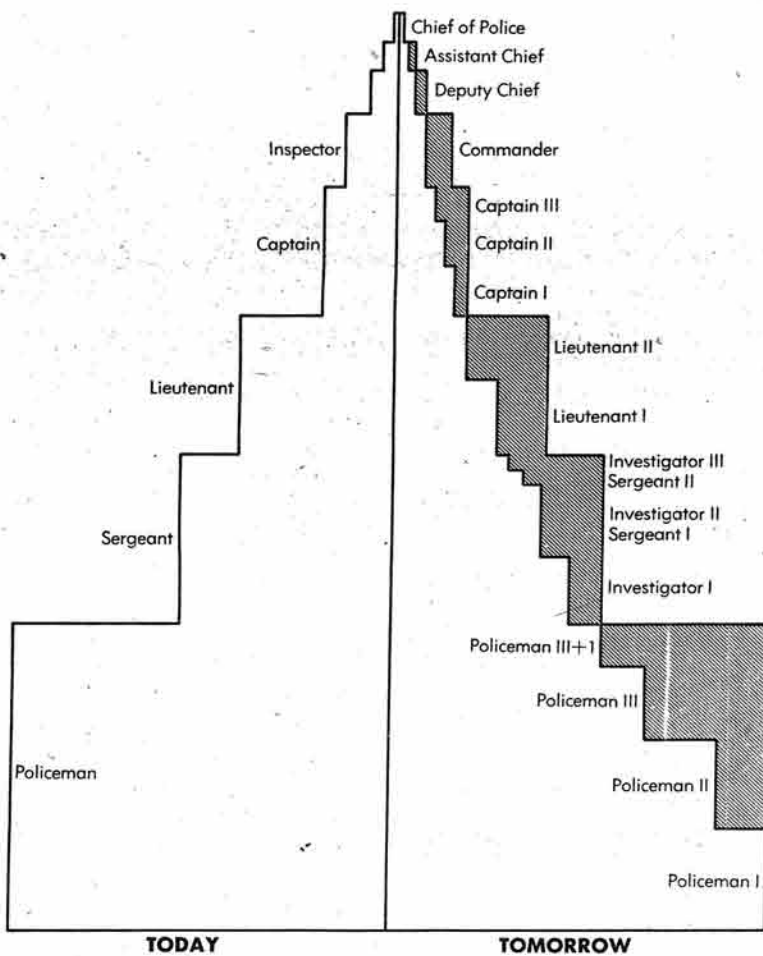 Chief of Police
Assistant Chief
Deputy Chief
Inspector
Commander
Captain III
Captain
Captain II
Captain I
Lieutenant II
Lieutenant
Lieutenant I
Investigator III
Sergeant II
Investigator II
Sergeant
Sergeant I
Investigator I
Policeman III+1
Policeman III
Policeman
Policeman II
Policeman I
TODAY
TOMORROW